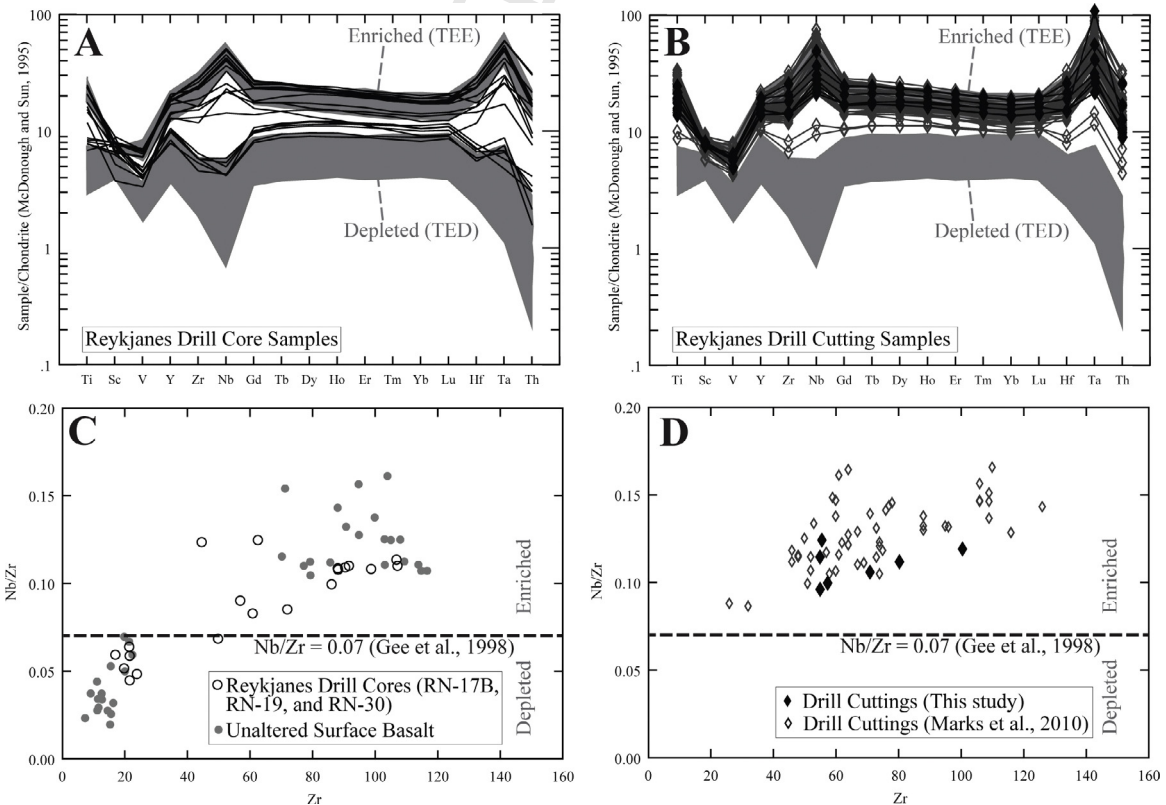 A
Enriched (TEE)
Depleted (TED)
Reykjanes Drill Core Samples
Sample/Chondrite (McDonough and Sun, 1995)
100
10
1
.1
Ti Sc V Y Zr Nb Gd Tb Dy Ho Er Tm Yb Lu Hf Ta Th
B
Enriched (TEE)
Depleted (TED)
Reykjanes Drill Cutting Samples
Sample/Chondrite (McDonough and Sun, 1995)
100
10
1
.1
Ti Sc V Y Zr Nb Gd Tb Dy Ho Er Tm Yb Lu Hf Ta Th
C
Nb/Zr
0.20
0.15
0.10
0.05
0.00
Enriched
Nb/Zr = 0.07 (Gee et al., 1998)
Depleted
Reykjanes Drill Cores (RN-17B,
RN-19, and RN-30)
Unaltered Surface Basalt
0 20 40 60 80 100 120 140 160
Zr
D
Nb/Zr
0.20
0.15
0.10
0.05
0.00
Enriched
Nb/Zr = 0.07 (Gee et al., 1998)
Depleted
Drill Cuttings (This study)
Drill Cuttings (Marks et al., 2010)
0 20 40 60 80 100 120 140 160
Zr